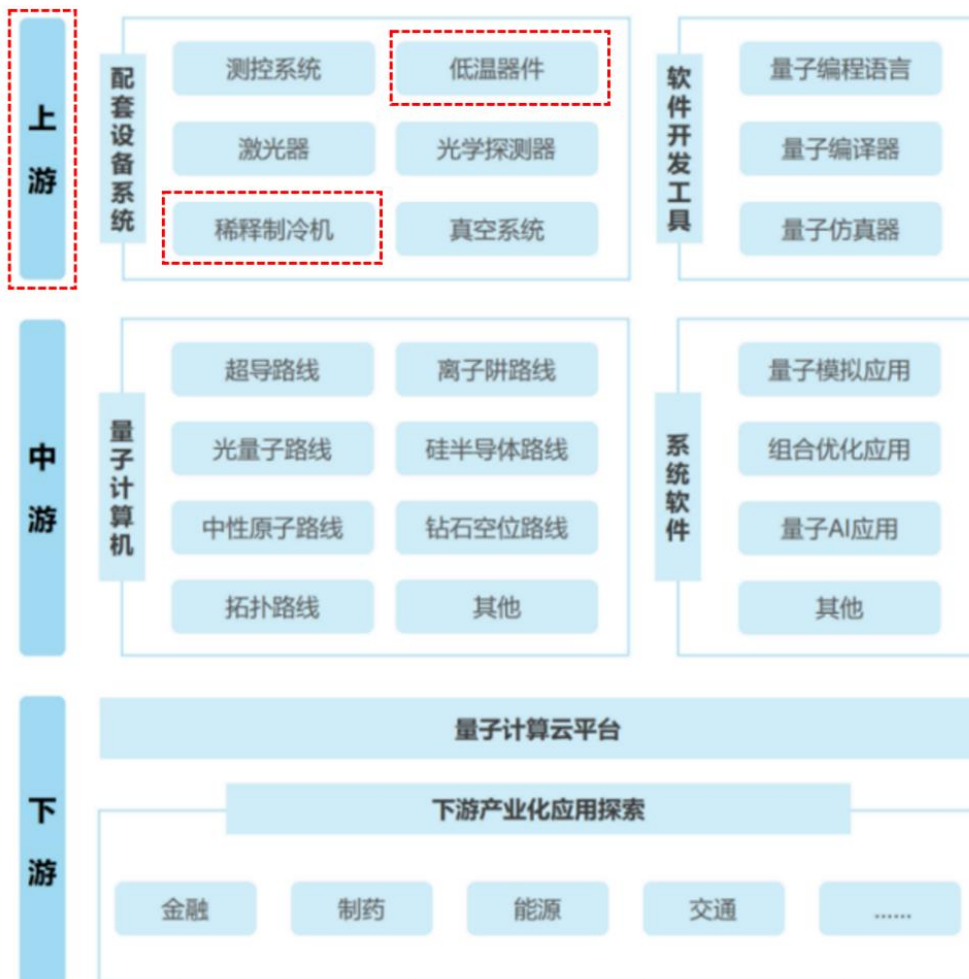 上游
配套设备系统
测控系统
低温器件
激光器
光学探测器
稀释制冷机
真空系统
软件开发工具
量子编程语言
量子编译器
量子仿真器
中游
量子计算机
超导路线
离子阱路线
光量子路线
硅半导体路线
中性原子路线
钻石空位路线
拓扑路线
其他
系统软件
量子模拟应用
组合优化应用
量子AI应用
其他
下游
量子计算云平台
下游产业化应用探索
金融
制药
能源
交通
......